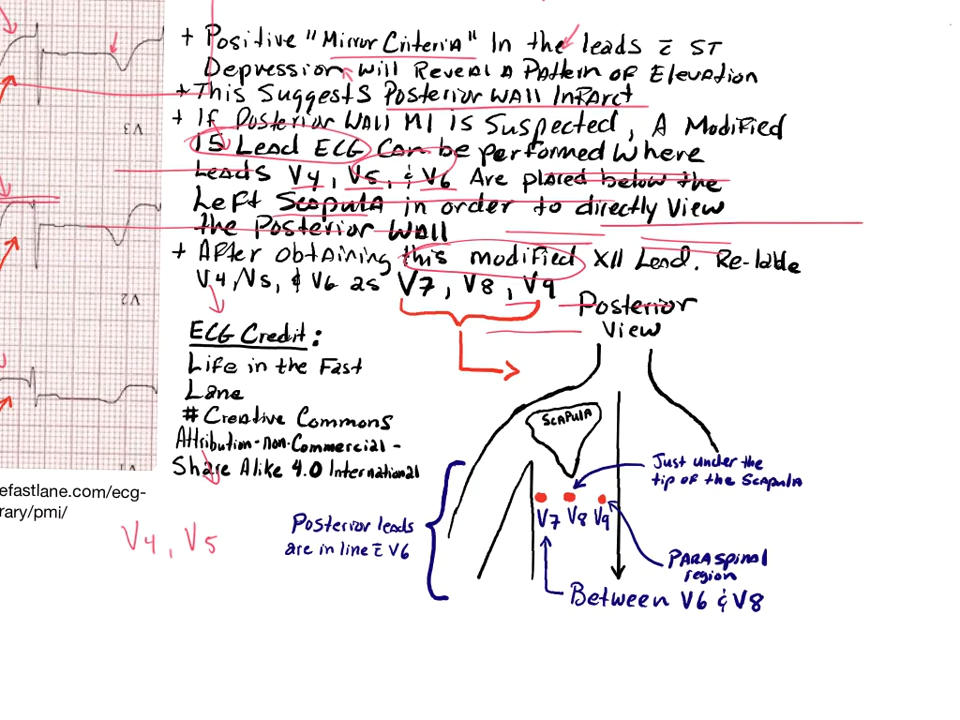 + Positive "Mirror Criteria" In the leads c̄ ST
Depression will Reveal A Pattern of Elevation
+ This Suggests Posterior WALL InfArct
+ If Posterior WAll MI is Suspected, A Modified
15 Lead ECG Can be performed Where
Leads V4, V5, & V6 Are placed below the
Left Scapula in order to directly View
the Posterior WAll
+ After obtaining this modified XII Lead. Re-lable
V4, V5, & V6 as V7, V8, V9
Posterior
View
ECG Credit:
Life in the Fast
Lane
# Creative Commons
Attribution-non-Commercial-
Share Alike 4.0 International
efastlane.com/ecg-
rary/pmi/
V4, V5
V3
V2
V1
SCAPULA
Just under the
tip of the Scapula
V7 V8 V9
Posterior leads
are in line c̄ V6
PARASpinal
region
Between V6 & V8